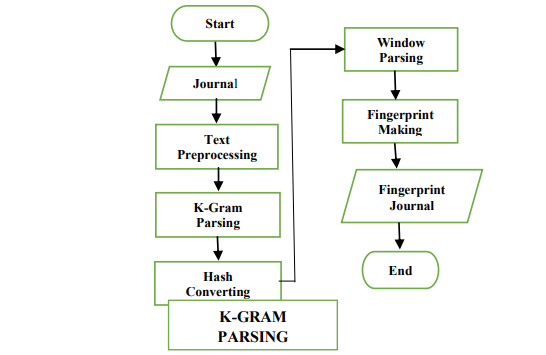 Start
Journal
Text
Preprocessing
K-Gram
Parsing
Hash
Converting
K-GRAM
PARSING
Window
Parsing
Fingerprint
Making
Fingerprint
Journal
End